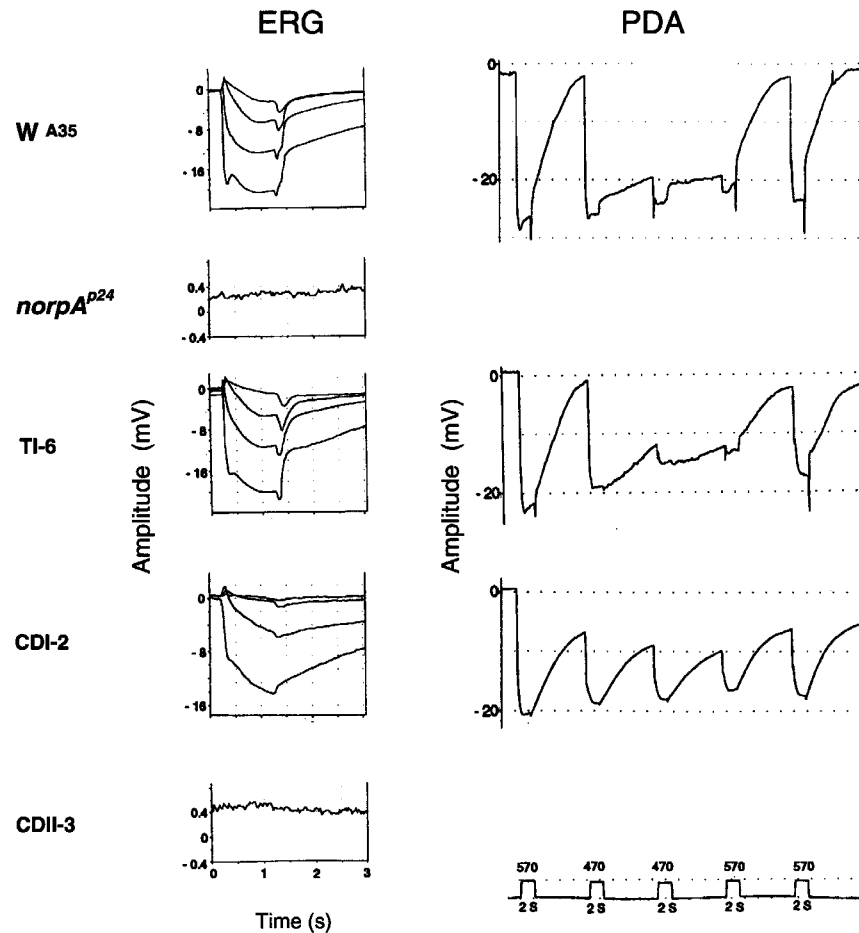 ERG
PDA
W A35
0
- 8
- 16
0
- 20
norpA^p24
0.4
0
- 0.4
TI-6
0
- 8
- 16
0
- 20
Amplitude (mV)
Amplitude (mV)
CDI-2
0
- 8
- 16
0
- 20
CDII-3
0.4
0
- 0.4
0 1 2 3
Time (s)
570 470 470 570 570
2 S 2 S 2 S 2 S 2 S